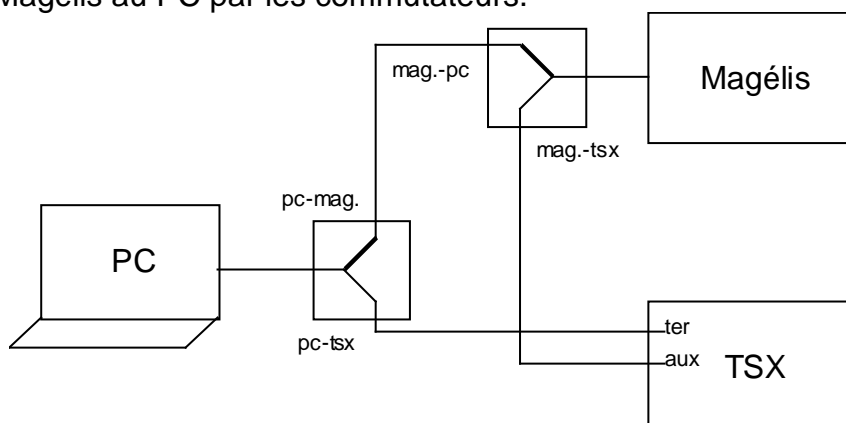 Magélis au PC par les commutateurs.
mag.-pc
Magélis
mag.-tsx
pc-mag.
PC
pc-tsx
ter
aux
TSX